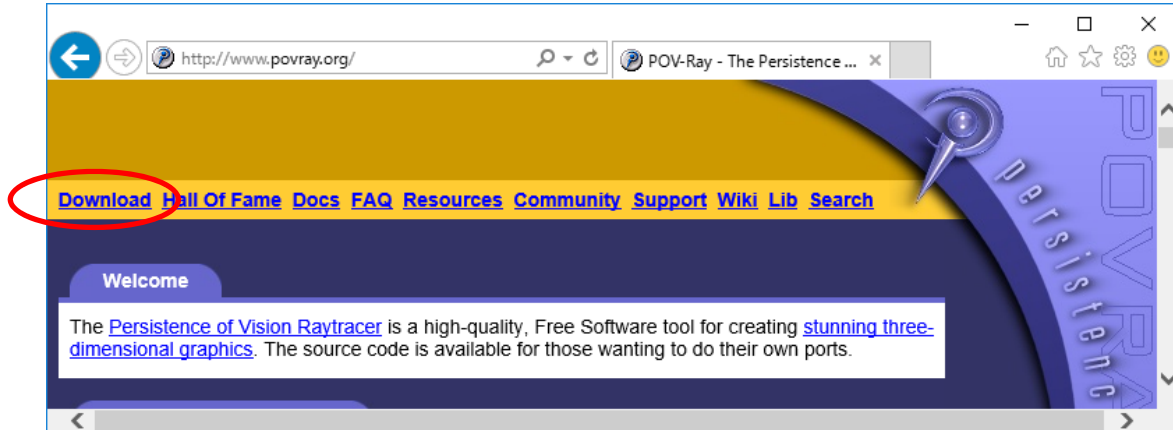 http://www.povray.org/
POV-Ray - The Persistence ...
Download Hall Of Fame Docs FAQ Resources Community Support Wiki Lib Search
Welcome
The Persistence of Vision Raytracer is a high-quality, Free Software tool for creating stunning three-
dimensional graphics. The source code is available for those wanting to do their own ports.
persistenc
POVRA